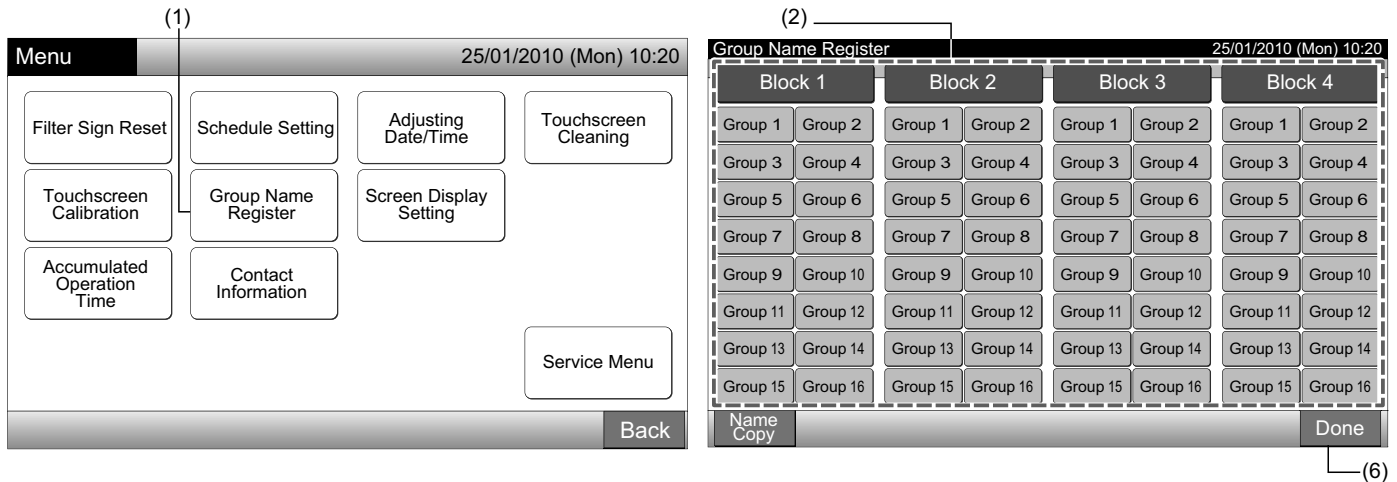 (1)
Menu 25/01/2010 (Mon) 10:20
Filter Sign Reset Schedule Setting Adjusting Date/Time Touchscreen Cleaning
Touchscreen Calibration Group Name Register Screen Display Setting
Accumulated Operation Time Contact Information
Service Menu
Back
(2)
Group Name Register 25/01/2010 (Mon) 10:20
Block 1 Block 2 Block 3 Block 4
Group 1 Group 2 Group 1 Group 2 Group 1 Group 2 Group 1 Group 2
Group 3 Group 4 Group 3 Group 4 Group 3 Group 4 Group 3 Group 4
Group 5 Group 6 Group 5 Group 6 Group 5 Group 6 Group 5 Group 6
Group 7 Group 8 Group 7 Group 8 Group 7 Group 8 Group 7 Group 8
Group 9 Group 10 Group 9 Group 10 Group 9 Group 10 Group 9 Group 10
Group 11 Group 12 Group 11 Group 12 Group 11 Group 12 Group 11 Group 12
Group 13 Group 14 Group 13 Group 14 Group 13 Group 14 Group 13 Group 14
Group 15 Group 16 Group 15 Group 16 Group 15 Group 16 Group 15 Group 16
Name Copy Done
(6)